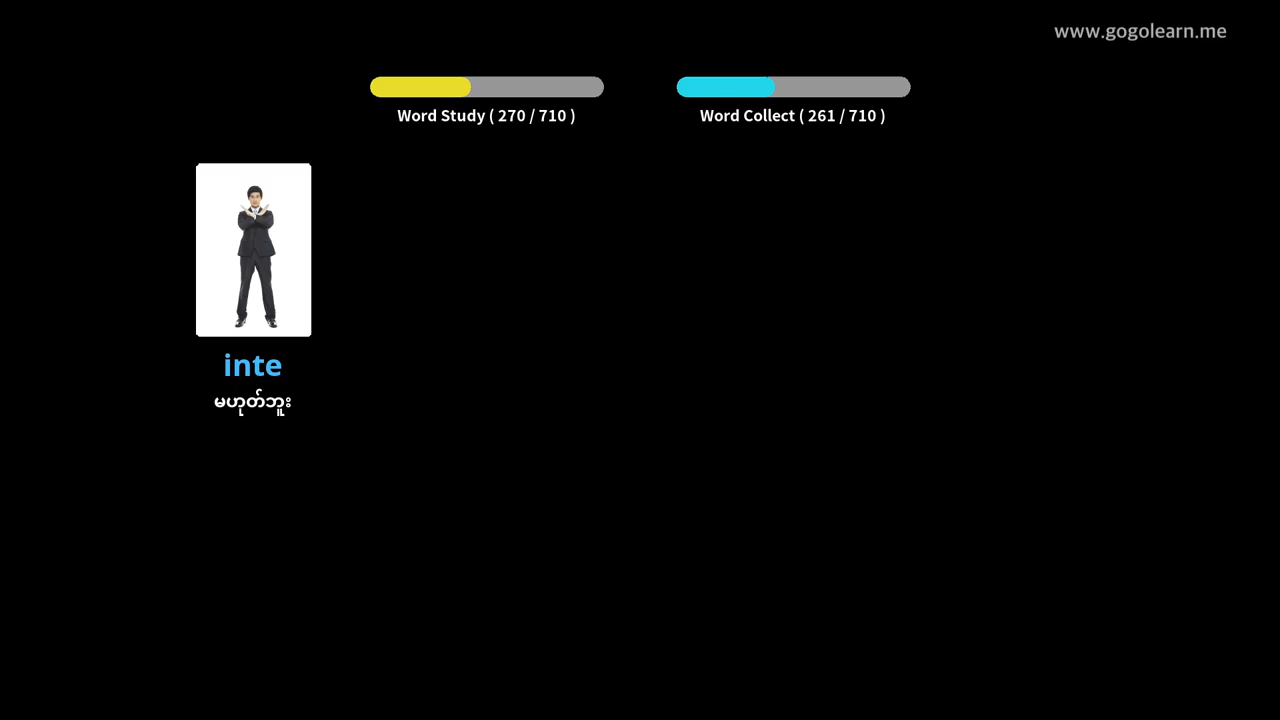 www.gogolearn.me
Word Study ( 270 / 710 )
Word Collect ( 261 / 710 )
inte
မဟုတ်ဘူး